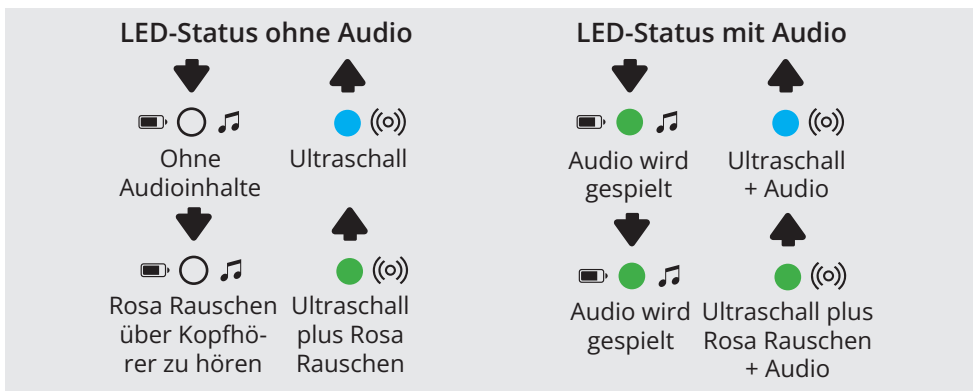 LED-Status ohne Audio
Ohne
Audioinhalte
Ultraschall
Rosa Rauschen
über Kopfhö-
rer zu hören
Ultraschall
plus Rosa
Rauschen
LED-Status mit Audio
Audio wird
gespielt
Ultraschall
+ Audio
Audio wird
gespielt
Ultraschall plus
Rosa Rauschen
+ Audio